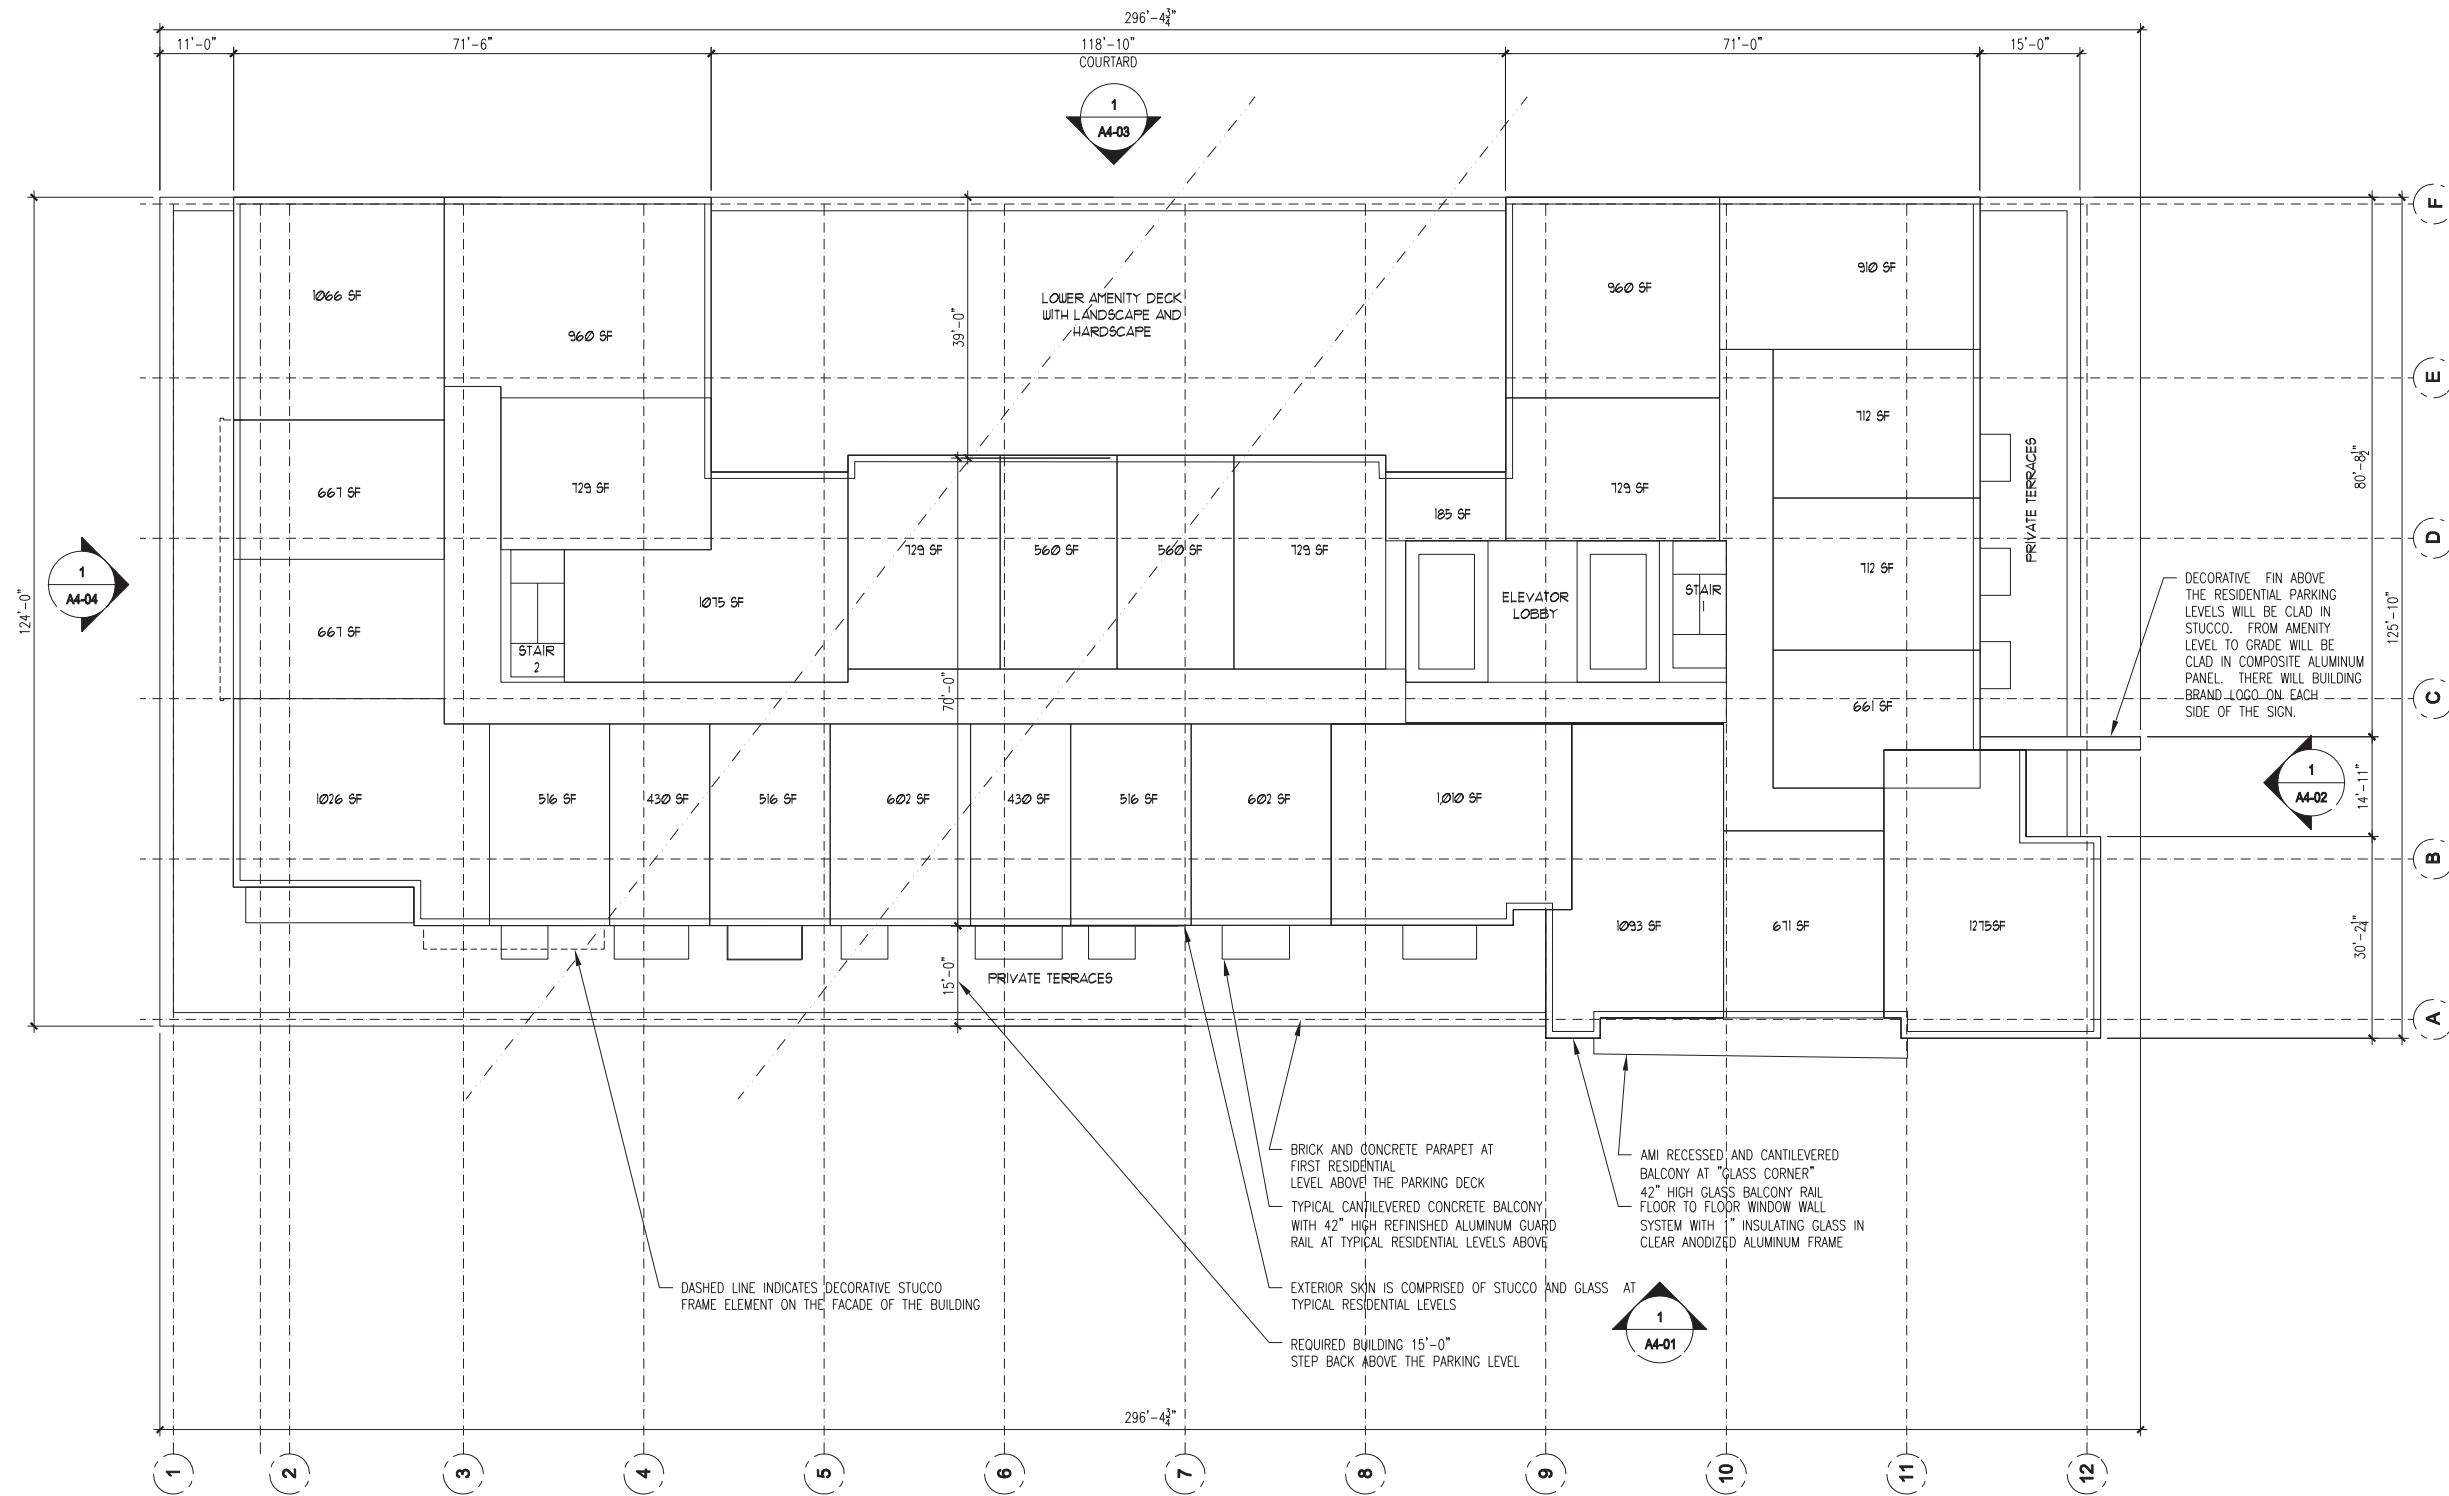 296'-4¾"
11'-0"
71'-6"
118'-10"
71'-0"
15'-0"
COURTARD
1
A4-03
F
1066 SF
960 SF
LOWER AMENITY DECK
WITH LANDSCAPE AND
HARDSCAPE
39'-0"
960 SF
910 SF
E
712 SF
80'-8½"
PRIVATE TERRACES
667 SF
729 SF
729 SF
185 SF
D
729 SF
560 SF
560 SF
729 SF
712 SF
1
A4-04
124'-0"
1075 SF
ELEVATOR
LOBBY
STAIR
1
125'-10"
DECORATIVE FIN ABOVE
THE RESIDENTIAL PARKING
LEVELS WILL BE CLAD IN
STUCCO. FROM AMENITY
LEVEL TO GRADE WILL BE
CLAD IN COMPOSITE ALUMINUM
PANEL. THERE WILL BUILDING
BRAND LOGO ON EACH
SIDE OF THE SIGN.
667 SF
STAIR
2
70'-0"
661 SF
C
1
A4-02
14'-11"
1026 SF
516 SF
430 SF
516 SF
602 SF
430 SF
516 SF
602 SF
1,010 SF
B
1093 SF
671 SF
1275SF
30'-2¼"
15'-0"
PRIVATE TERRACES
A
BRICK AND CONCRETE PARAPET AT
FIRST RESIDENTIAL
LEVEL ABOVE THE PARKING DECK
TYPICAL CANTILEVERED CONCRETE BALCONY
WITH 42" HIGH REFINISHED ALUMINUM GUARD
RAIL AT TYPICAL RESIDENTIAL LEVELS ABOVE
AMI RECESSED AND CANTILEVERED
BALCONY AT "GLASS CORNER"
42" HIGH GLASS BALCONY RAIL
FLOOR TO FLOOR WINDOW WALL
SYSTEM WITH 1" INSULATING GLASS IN
CLEAR ANODIZED ALUMINUM FRAME
DASHED LINE INDICATES DECORATIVE STUCCO
FRAME ELEMENT ON THE FACADE OF THE BUILDING
EXTERIOR SKIN IS COMPRISED OF STUCCO AND GLASS AT
TYPICAL RESIDENTIAL LEVELS
REQUIRED BUILDING 15'-0"
STEP BACK ABOVE THE PARKING LEVEL
1
A4-01
296'-4¾"
1
2
3
4
5
6
7
8
9
10
11
12